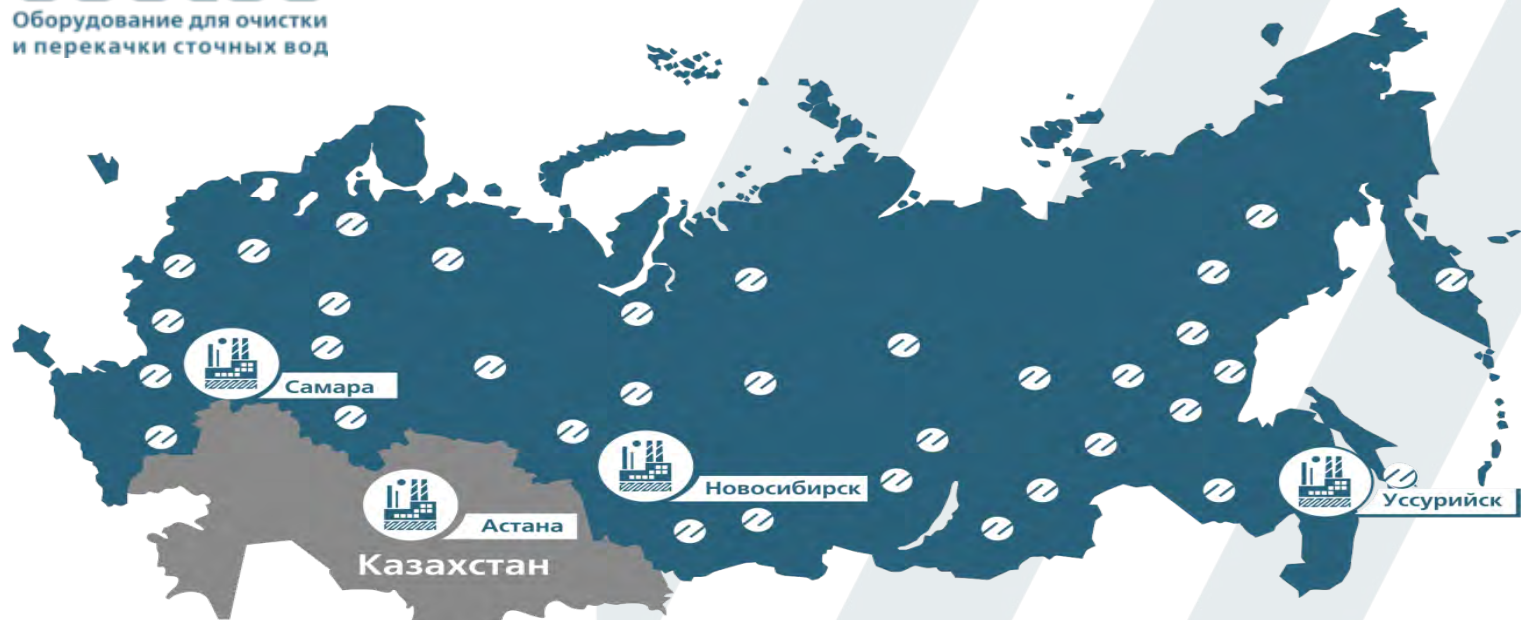 Оборудование для очистки
и перекачки сточных вод
Самара
Новосибирск
Уссурийск
Астана
Казахстан